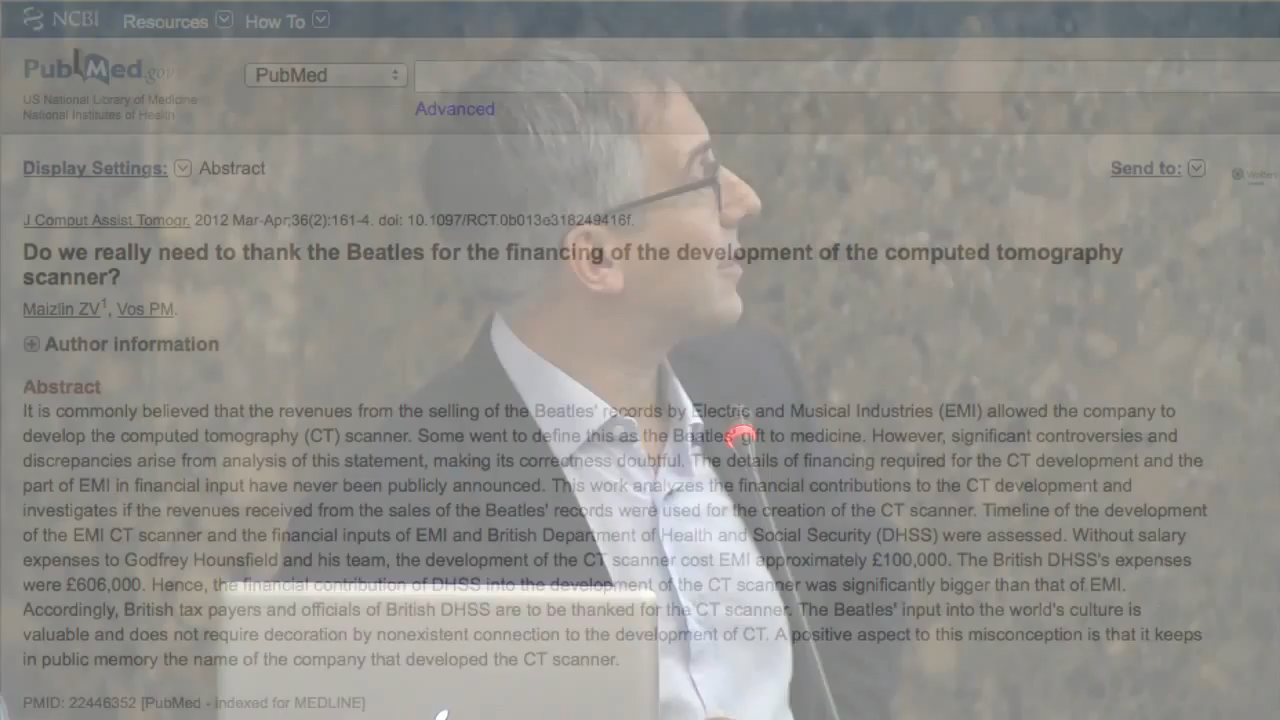 NCBI Resources How To
PubMed.gov
PubMed
US National Library of Medicine
National Institutes of Health
Advanced
Display Settings: Abstract
Send to:
J Comput Assist Tomogr. 2012 Mar-Apr;36(2):161-4. doi: 10.1097/RCT.0b013e318249416f.
Do we really need to thank the Beatles for the financing of the development of the computed tomography
scanner?
Maizlin ZV1, Vos PM.
Author information
Abstract
It is commonly believed that the revenues from the selling of the Beatles' records by Electric and Musical Industries (EMI) allowed the company to
develop the computed tomography (CT) scanner. Some went to define this as the Beatles' gift to medicine. However, significant controversies and
discrepancies arise from analysis of this statement, making its correctness doubtful. The details of financing required for the CT development and the
part of EMI in financial input have never been publicly announced. This work analyzes the financial contributions to the CT development and
investigates if the revenues received from the sales of the Beatles' records were used for the creation of the CT scanner. Timeline of the development
of the EMI CT scanner and the financial inputs of EMI and British Department of Health and Social Security (DHSS) were assessed. Without salary
expenses to Godfrey Hounsfield and his team, the development of the CT scanner cost EMI approximately £100,000. The British DHSS's expenses
were £606,000. Hence, the financial contribution of DHSS into the development of the CT scanner was significantly bigger than that of EMI.
Accordingly, British tax payers and officials of British DHSS are to be thanked for the CT scanner. The Beatles' input into the world's culture is
valuable and does not require decoration by nonexistent connection to the development of CT. A positive aspect to this misconception is that it keeps
in public memory the name of the company that developed the CT scanner.
PMID: 22446352 [PubMed - indexed for MEDLINE]